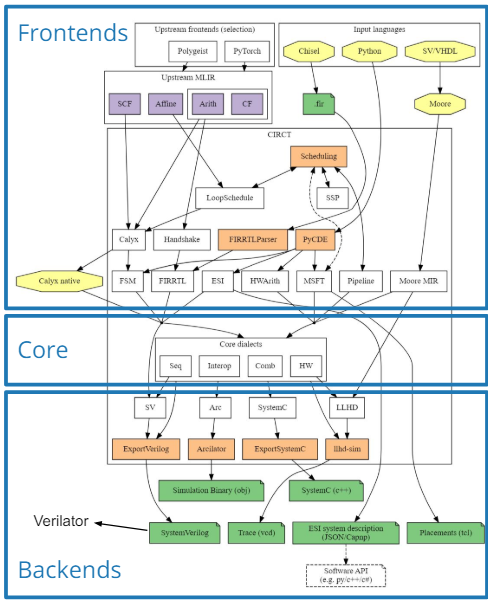 Frontends
Upstream frontends (selection)
Input languages
Polygeist
PyTorch
Chisel
Python
SV/VHDL
Upstream MLIR
SCF
Affine
Arith
CF
.fir
Moore
CIRCT
Scheduling
LoopSchedule
SSP
Calyx
Handshake
FIRRTLParser
PyCDE
Calyx native
FSM
FIRRTL
ESI
HWArith
MSFT
Pipeline
Moore MIR
Core
Core dialects
Seq
Interop
Comb
HW
SV
Arc
SystemC
LLHD
ExportVerilog
Arcilator
ExportSystemC
llhd-sim
Simulation Binary (obj)
SystemC (c++)
Verilator
SystemVerilog
Trace (vcd)
ESI system description
(JSON/Capnp)
Placements (tcl)
Backends
Software API
(e.g. py/c++/c#)